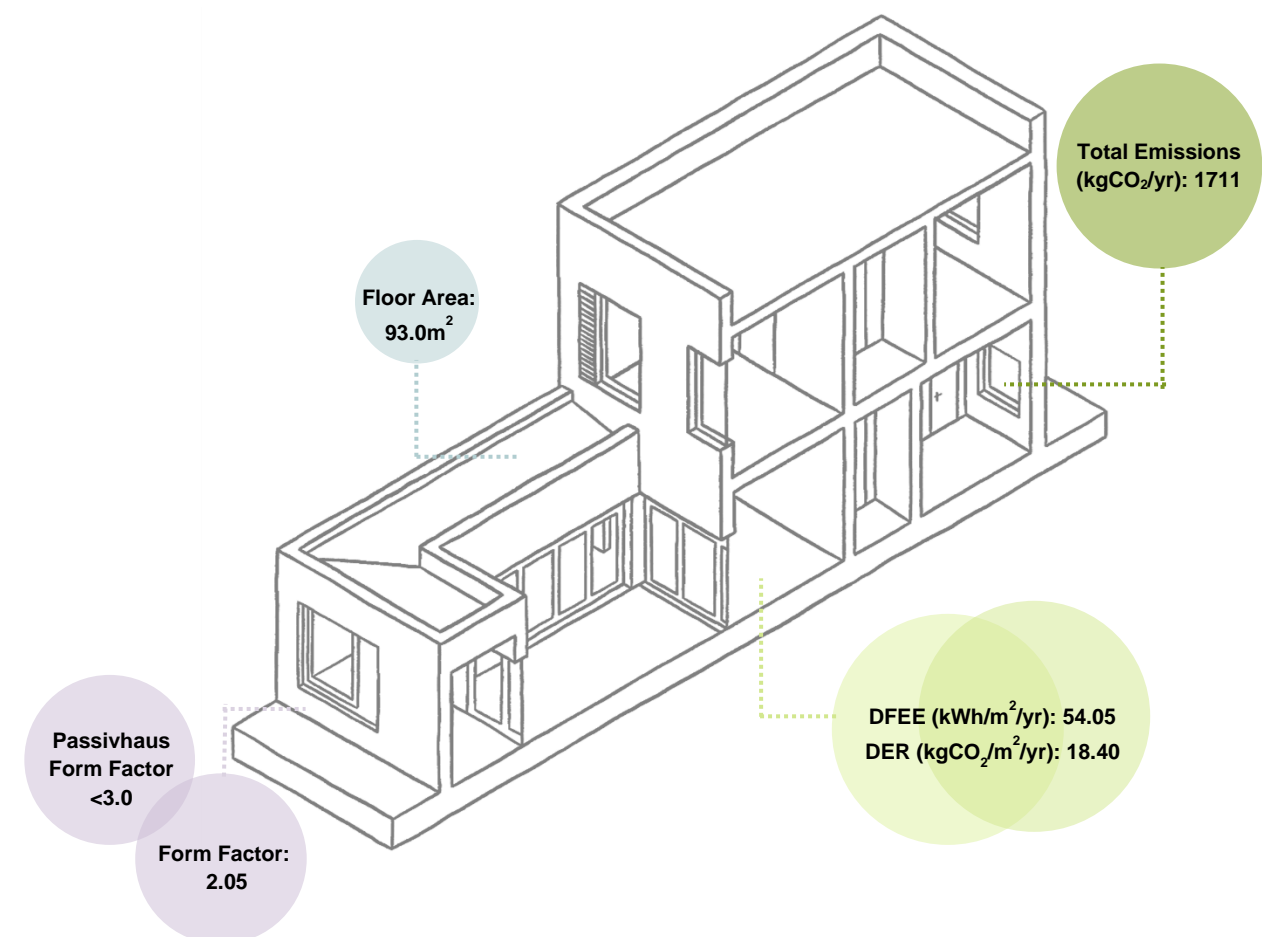 Total Emissions
(kgCO₂/yr): 1711
Floor Area:
93.0m²
DFEE (kWh/m²/yr): 54.05
DER (kgCO₂/m²/yr): 18.40
Passivhaus
Form Factor
<3.0
Form Factor:
2.05